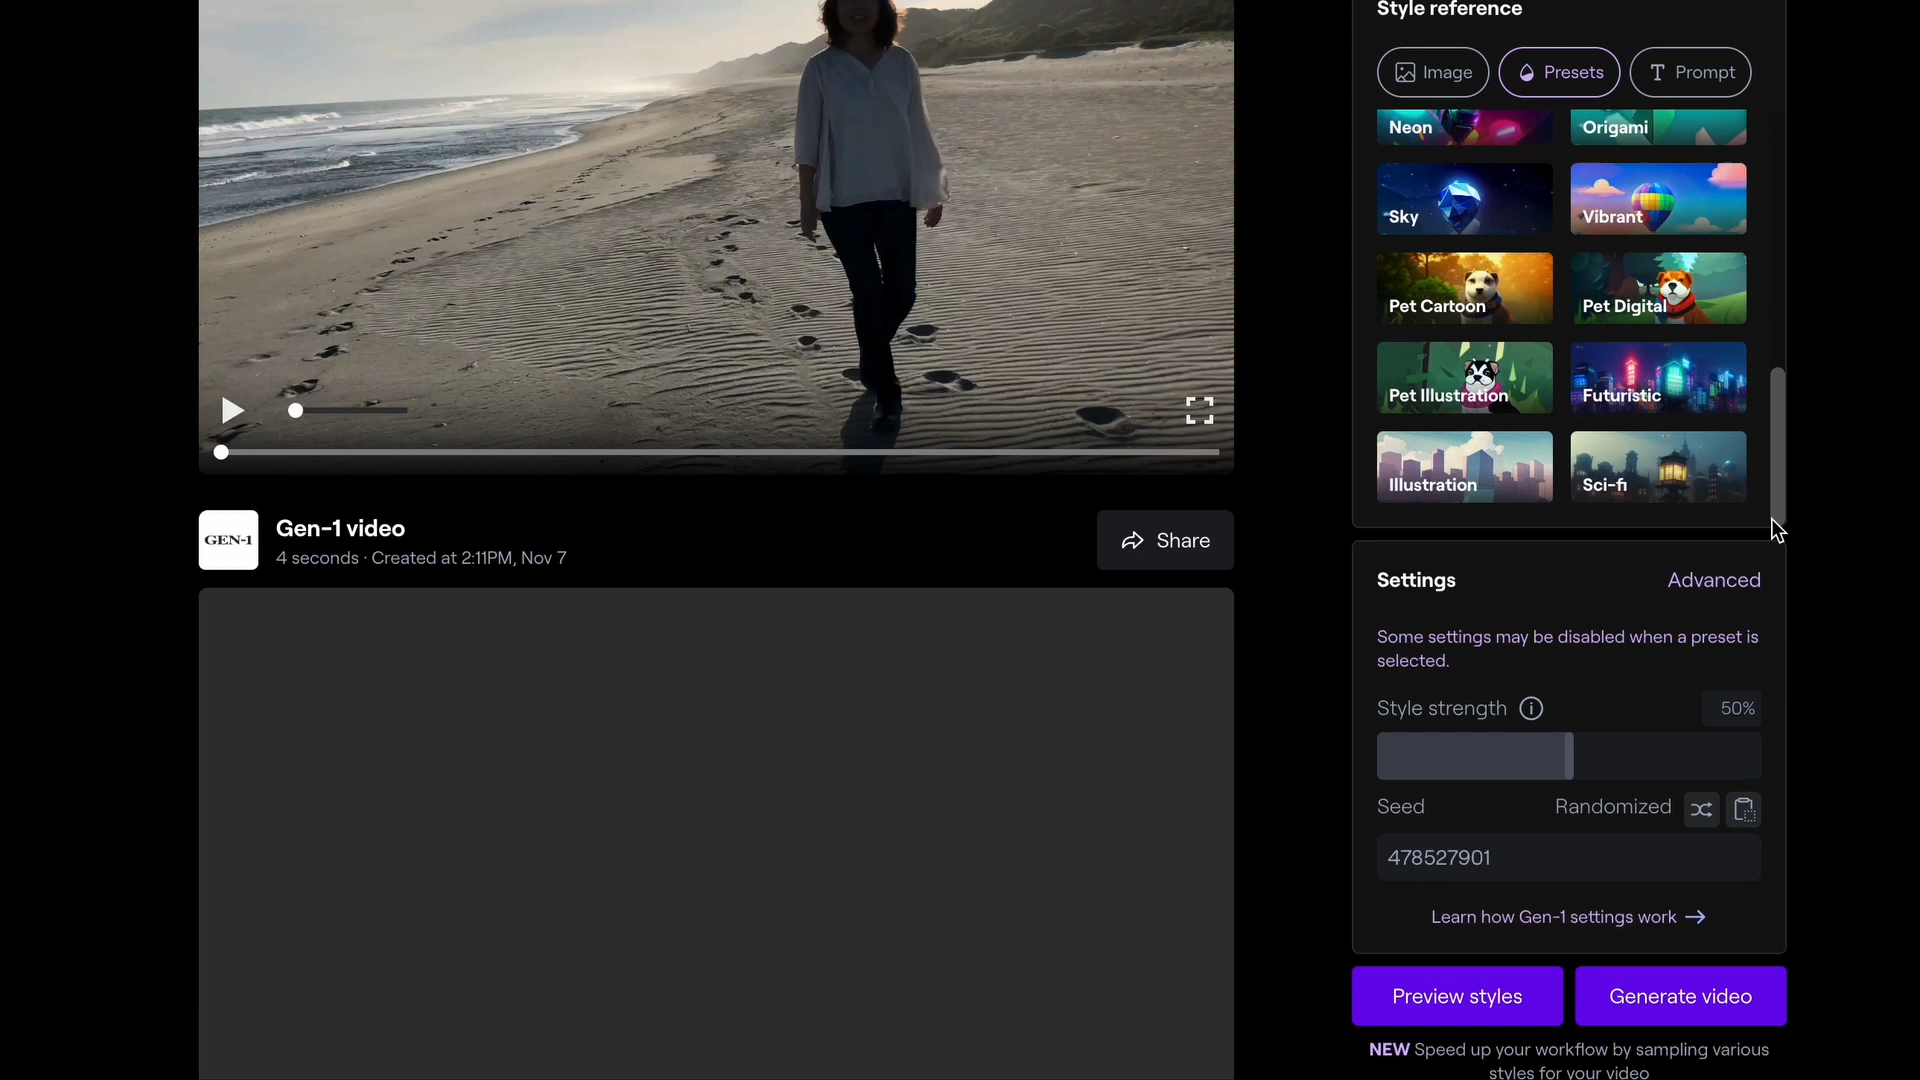 Style reference
Image
Presets
Prompt
Neon
Origami
Sky
Vibrant
Pet Cartoon
Pet Digital
Pet Illustration
Futuristic
Illustration
Sci-fi
GEN-1
Gen-1 video
4 seconds · Created at 2:11PM, Nov 7
Share
Settings
Advanced
Some settings may be disabled when a preset is
selected.
Style strength
50%
Seed
Randomized
478527901
Learn how Gen-1 settings work →
Preview styles
Generate video
NEW Speed up your workflow by sampling various
styles for your video